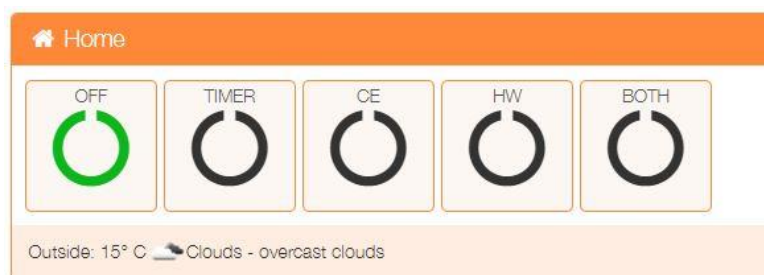 Home
OFF TIMER CE HW BOTH
Outside: 15° C Clouds - overcast clouds